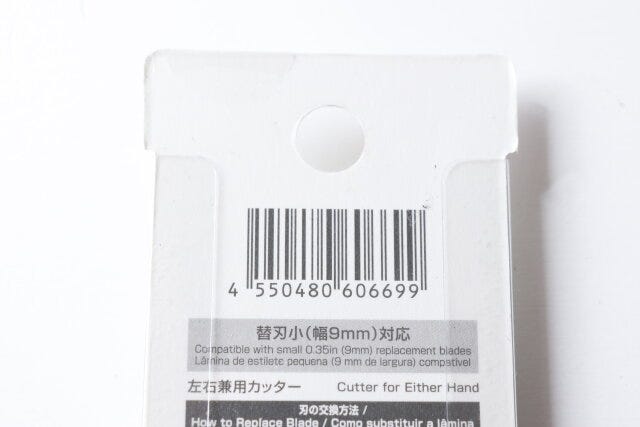 4 550480 606699
替刃小(幅9mm)対応
Compatible with small 0.35in (9mm) replacement blades
Lâmina de estilete pequena (9 mm de largura) compatível
左右兼用カッター Cutter for Either Hand
刃の交換方法 /
How to Replace Blade / Como substituir a lâmina